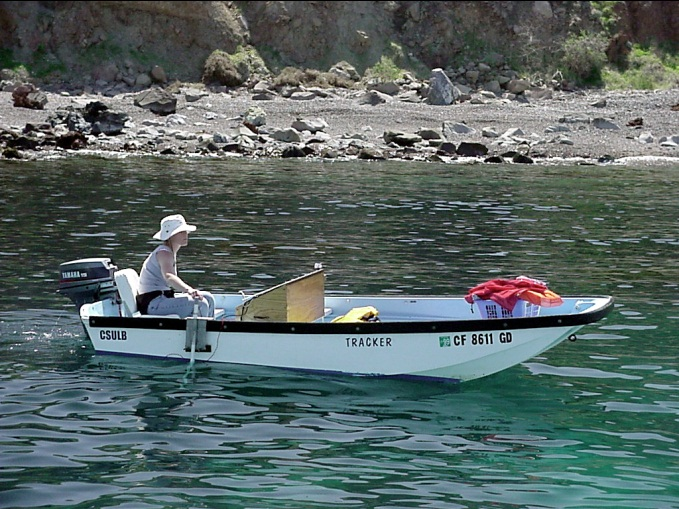 YAMAHA
CSULB
TRACKER
CF 8611 GD